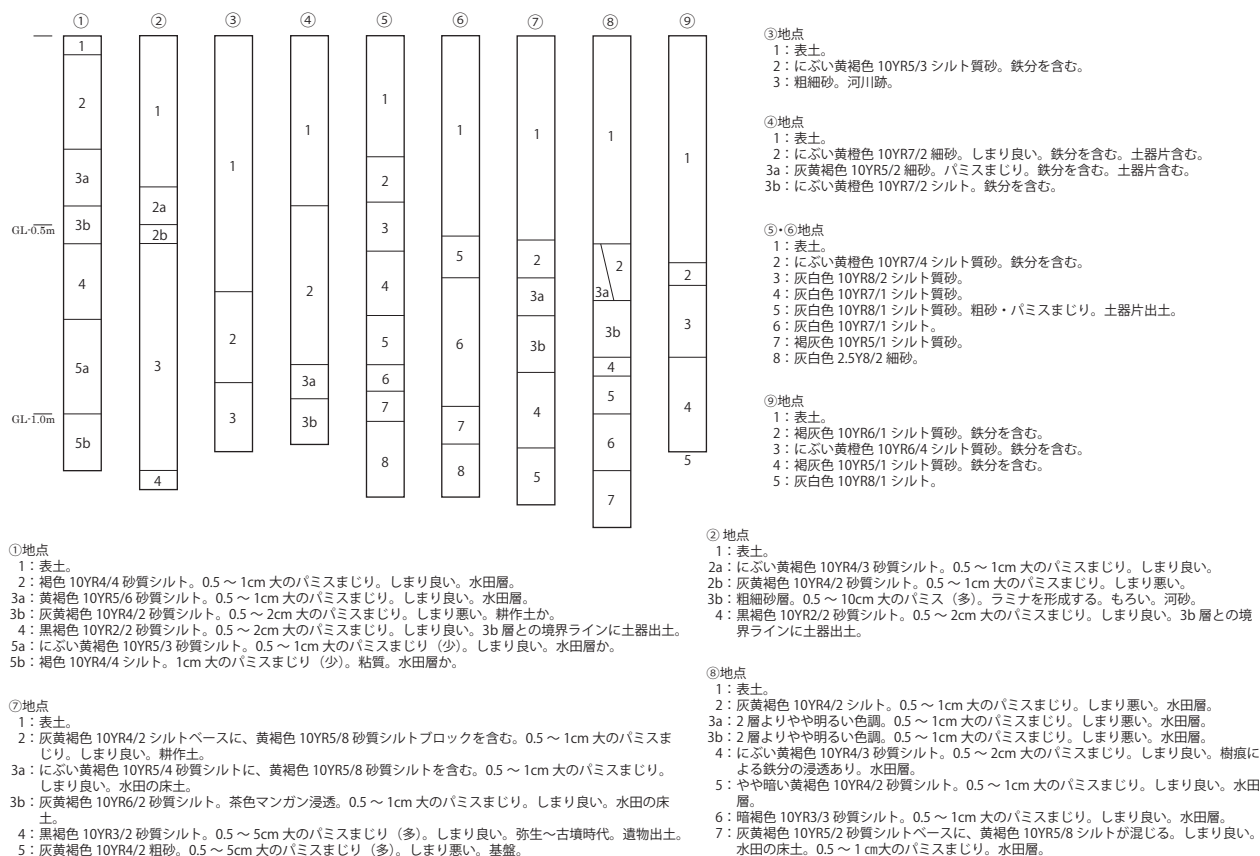 ① ② ③ ④ ⑤ ⑥ ⑦ ⑧ ⑨
GL-0.5m
GL-1.0m
1
2
3a
3b
4
5a
5b
1
2a
2b
3
4
1
2
3
1
2
3a
3b
1
2
3
4
5
6
7
8
1
5
6
7
8
1
2
3a
3b
4
5
1
2
3a
3b
4
5
6
7
1
2
3
4
5
③地点
1：表土。
2：にぶい黄褐色 10YR5/3 シルト質砂。鉄分を含む。
3：粗細砂。河川跡。
④地点
1：表土。
2：にぶい黄橙色 10YR7/2 細砂。しまり良い。鉄分を含む。土器片含む。
3a：灰黄褐色 10YR5/2 細砂。パミスまじり。鉄分を含む。土器片含む。
3b：にぶい黄橙色 10YR7/2 シルト。鉄分を含む。
⑤・⑥地点
1：表土。
2：にぶい黄橙色 10YR7/4 シルト質砂。鉄分を含む。
3：灰白色 10YR8/2 シルト質砂。
4：灰白色 10YR7/1 シルト質砂。
5：灰白色 10YR8/1 シルト質砂。粗砂・パミスまじり。土器片出土。
6：灰白色 10YR7/1 シルト。
7：褐灰色 10YR5/1 シルト質砂。
8：灰白色 2.5Y8/2 細砂。
⑨地点
1：表土。
2：褐灰色 10YR6/1 シルト質砂。鉄分を含む。
3：にぶい黄橙色 10YR6/4 シルト質砂。鉄分を含む。
4：褐灰色 10YR5/1 シルト質砂。鉄分を含む。
5：灰白色 10YR8/1 シルト。
①地点
1：表土。
2：褐色 10YR4/4 砂質シルト。0.5 ～ 1cm 大のパミスまじり。しまり良い。水田層。
3a：黄褐色 10YR5/6 砂質シルト。0.5 ～ 1cm 大のパミスまじり。しまり良い。水田層。
3b：灰黄褐色 10YR4/2 砂質シルト。0.5 ～ 2cm 大のパミスまじり。しまり悪い。耕作土か。
4：黒褐色 10YR2/2 砂質シルト。0.5 ～ 2cm 大のパミスまじり。しまり良い。3b 層との境界ラインに土器出土。
5a：にぶい黄褐色 10YR5/3 砂質シルト。0.5 ～ 1cm 大のパミスまじり（少）。しまり良い。水田層か。
5b：褐色 10YR4/4 シルト。1cm 大のパミスまじり（少）。粘質。水田層か。
② 地点
1：表土。
2a：にぶい黄褐色 10YR4/3 砂質シルト。0.5 ～ 1cm 大のパミスまじり。しまり良い。
2b：灰黄褐色 10YR4/2 砂質シルト。0.5 ～ 1cm 大のパミスまじり。しまり悪い。
3b：粗細砂層。0.5 ～ 10cm 大のパミス（多）。ラミナを形成する。もろい。河砂。
4：黒褐色 10YR2/2 砂質シルト。0.5 ～ 2cm 大のパミスまじり。しまり良い。3b 層との境
界ラインに土器出土。
⑦地点
1：表土。
2：灰黄褐色 10YR4/2 シルトベースに、黄褐色 10YR5/8 砂質シルトブロックを含む。0.5 ～ 1cm 大のパミスま
じり。しまり良い。耕作土。
3a：にぶい黄褐色 10YR5/4 砂質シルトに、黄褐色 10YR5/8 砂質シルトを含む。0.5 ～ 1cm 大のパミスまじり。
しまり良い。水田の床土。
3b：灰黄褐色 10YR6/2 砂質シルト。茶色マンガン浸透。0.5 ～ 1cm 大のパミスまじり。しまり良い。水田の床
土。
4：黒褐色 10YR3/2 砂質シルト。0.5 ～ 5cm 大のパミスまじり（多）。しまり良い。弥生～古墳時代。遺物出土。
5：灰黄褐色 10YR4/2 粗砂。0.5 ～ 5cm 大のパミスまじり（多）。しまり悪い。基盤。
⑧地点
1：表土。
2：灰黄褐色 10YR4/2 シルト。0.5 ～ 1cm 大のパミスまじり。しまり悪い。水田層。
3a：2 層よりやや明るい色調。0.5 ～ 1cm 大のパミスまじり。しまり悪い。水田層。
3b：2 層よりやや明るい色調。0.5 ～ 1cm 大のパミスまじり。しまり悪い。水田層。
4：にぶい黄褐色 10YR4/3 砂質シルト。0.5 ～ 2cm 大のパミスまじり。しまり良い。樹痕に
よる鉄分の浸透あり。水田層。
5：やや暗い黄褐色 10YR4/2 砂質シルト。0.5 ～ 1cm 大のパミスまじり。しまり良い。水田
層。
6：暗褐色 10YR3/3 砂質シルト。0.5 ～ 1cm 大のパミスまじり。しまり良い。水田層。
7：灰黄褐色 10YR5/2 砂質シルトベースに、黄褐色 10YR5/8 シルトが混じる。しまり良い。
水田の床土。0.5 ～ 1 ㎝大のパミスまじり。水田層。